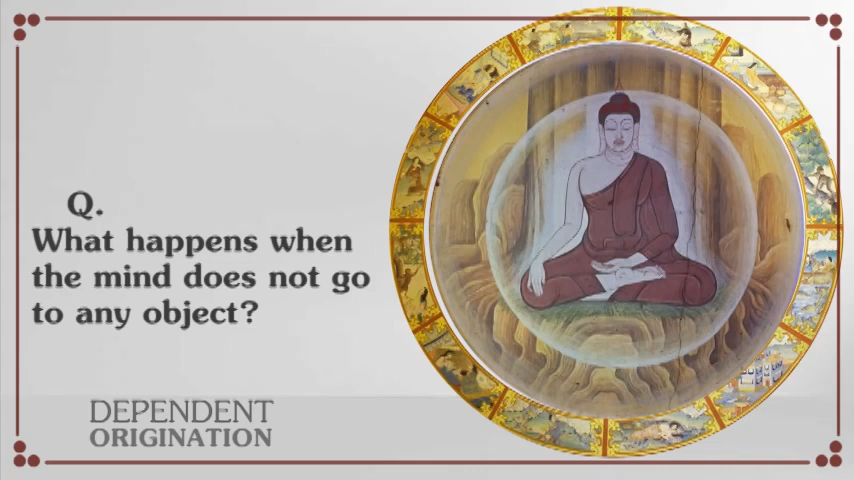 Q.
What happens when
the mind does not go
to any object?
DEPENDENT
ORIGINATION